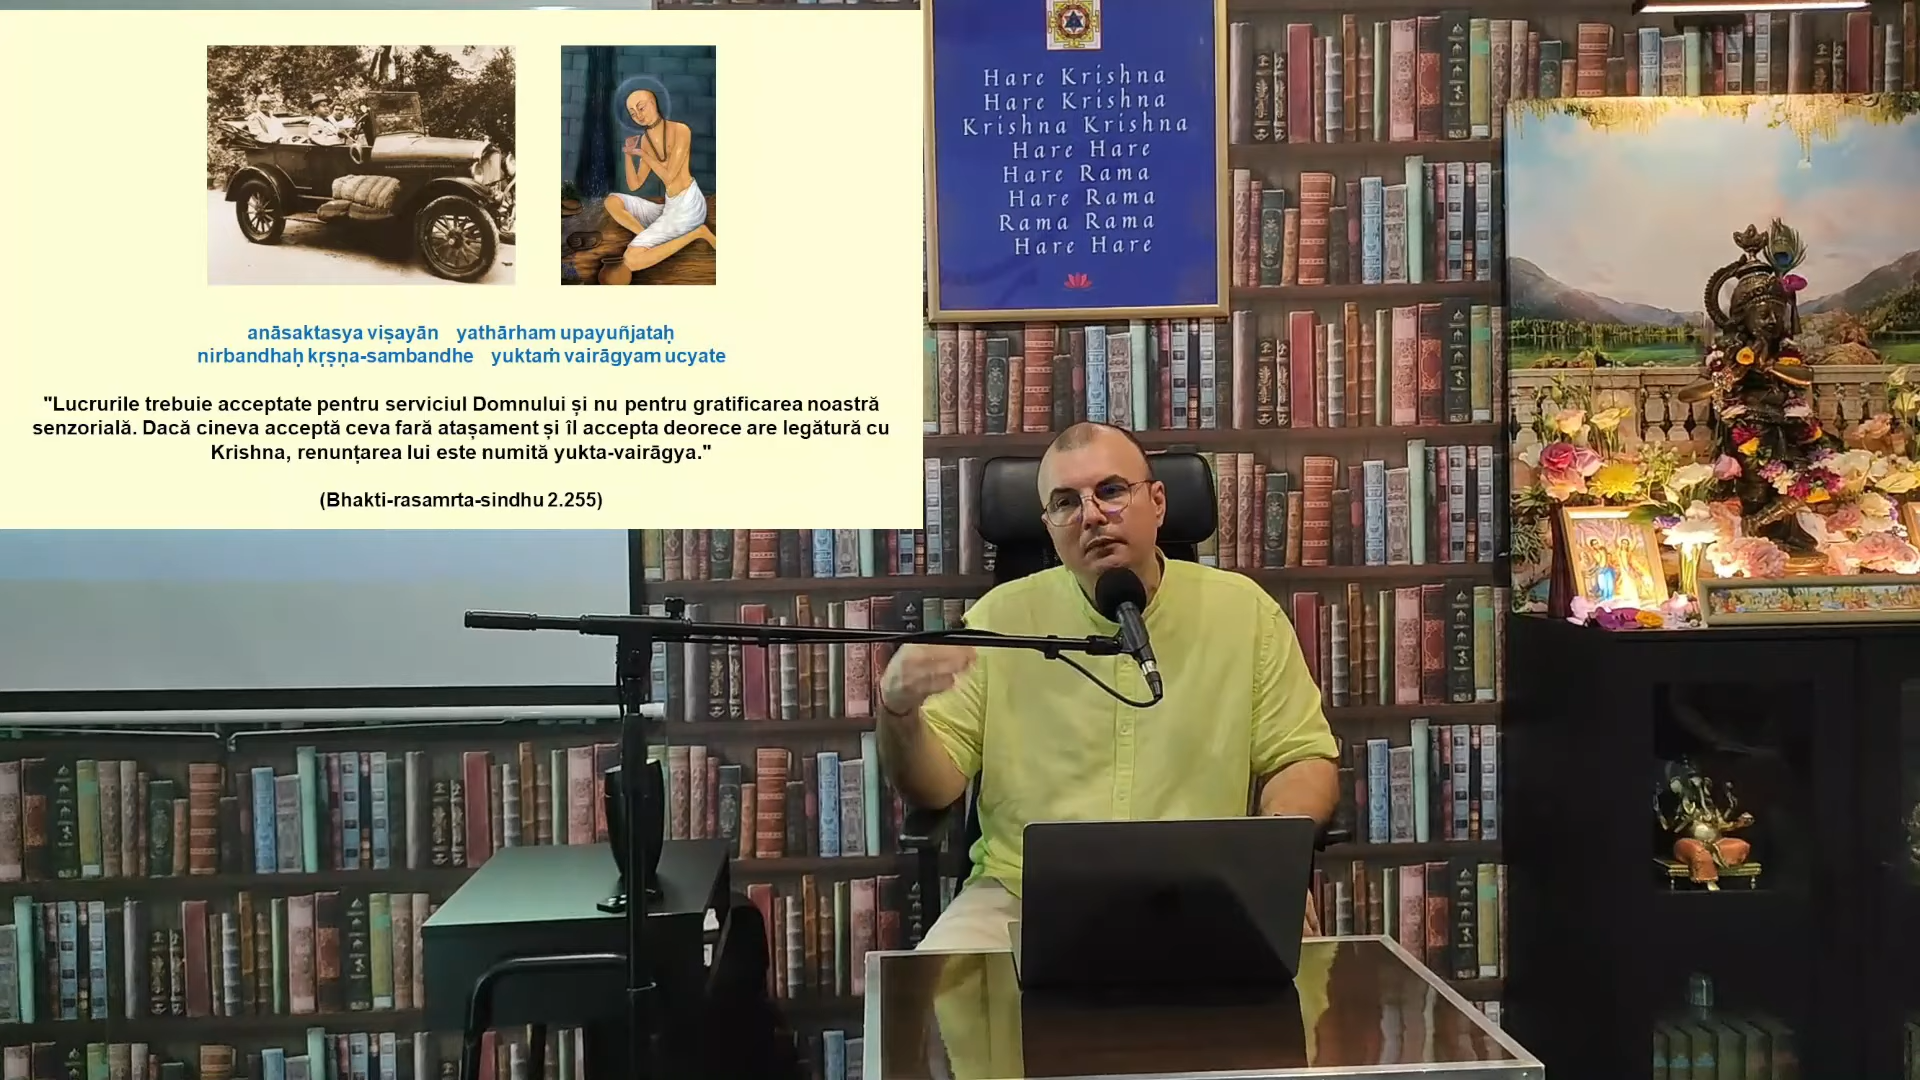 anāsaktasya viṣayān yathārham upayuñjataḥ
nirbandhaḥ kṛṣṇa-sambandhe yuktaṁ vairāgyam ucyate
"Lucrurile trebuie acceptate pentru serviciul Domnului și nu pentru gratificarea noastră
senzorială. Dacă cineva acceptă ceva fară atașament și îl accepta deorece are legătură cu
Krishna, renunțarea lui este numită yukta-vairāgya."
(Bhakti-rasamrta-sindhu 2.255)
Hare Krishna
Hare Krishna
Krishna Krishna
Hare Hare
Hare Rama
Hare Rama
Rama Rama
Hare Hare